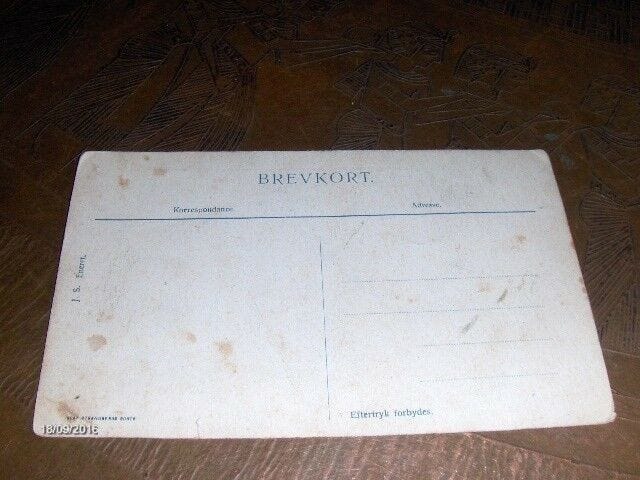 BREVKORT.
Korrespondance. Adresse.
J. S. Eneret.
Eftertryk forbydes.
18/09/2016